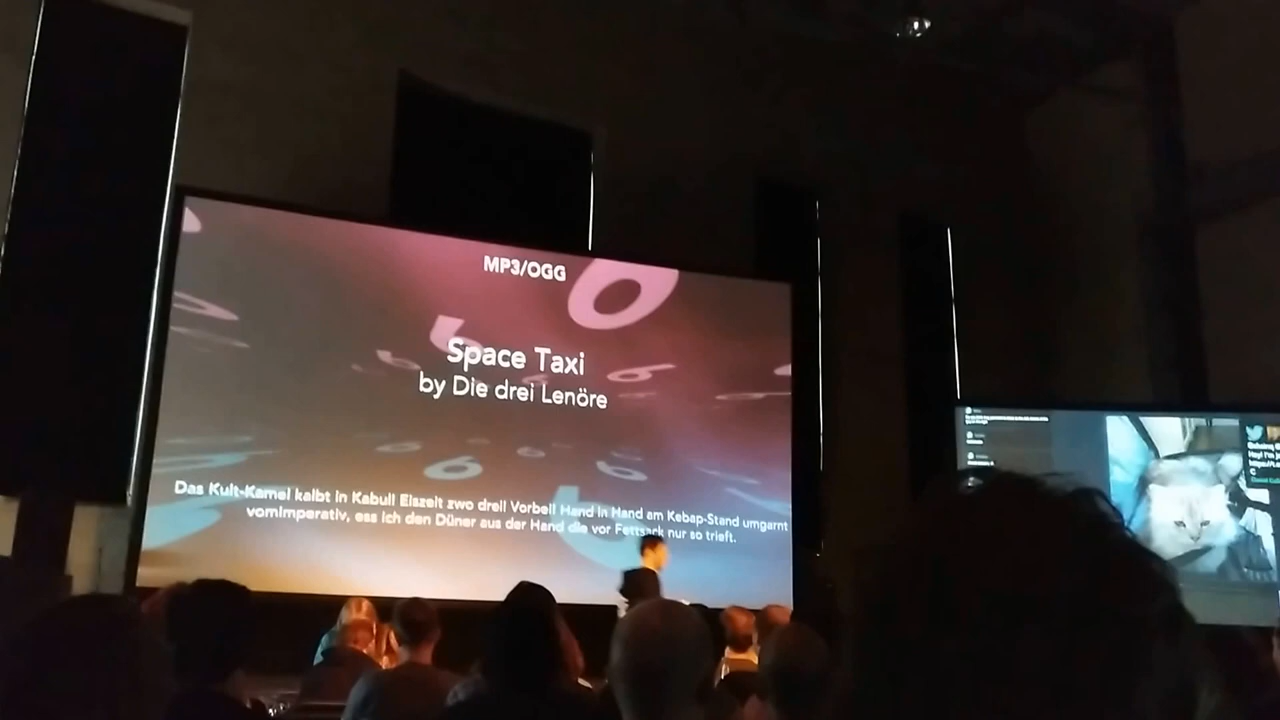 MP3/OGG
Space Taxi
by Die drei Lenöre
Das Kult-Kamel kalbt in Kabul! Eiszeit zwo drei! Vorbei! Hand in Hand am Kebap-Stand umgarnt
vomImperativ, ess ich den Düner aus der Hand die vor Fettsack nur so trieft.
Hey! I'm